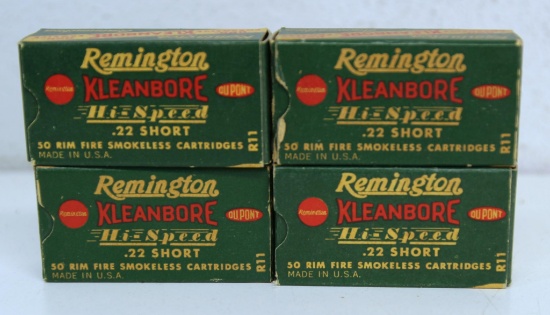 Remington
Remington KLEANBORE DU PONT
Hi-Speed
.22 SHORT
50 RIM FIRE SMOKELESS CARTRIDGES
MADE IN U.S.A.
R11
Remington
KLEANBORE DU PONT
Hi-Speed
.22 SHORT
50 RIM FIRE SMOKELESS CARTRIDGES
MADE IN U.S.A.
R11
Remington
Remington KLEANBORE DU PONT
Hi-Speed
.22 SHORT
50 RIM FIRE SMOKELESS CARTRIDGES
MADE IN U.S.A.
R11
Remington
Remington KLEANBORE DU PONT
Hi-Speed
.22 SHORT
50 RIM FIRE SMOKELESS CARTRIDGES
MADE IN U.S.A.
R11